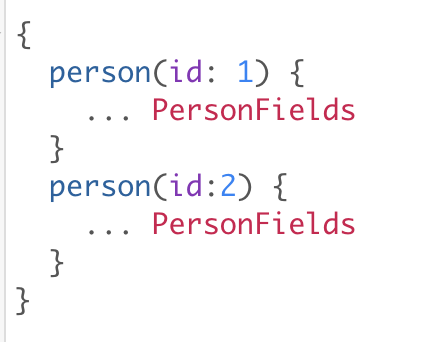 {
  person(id: 1) {
    ... PersonFields
  }
  person(id:2) {
    ... PersonFields
  }
}